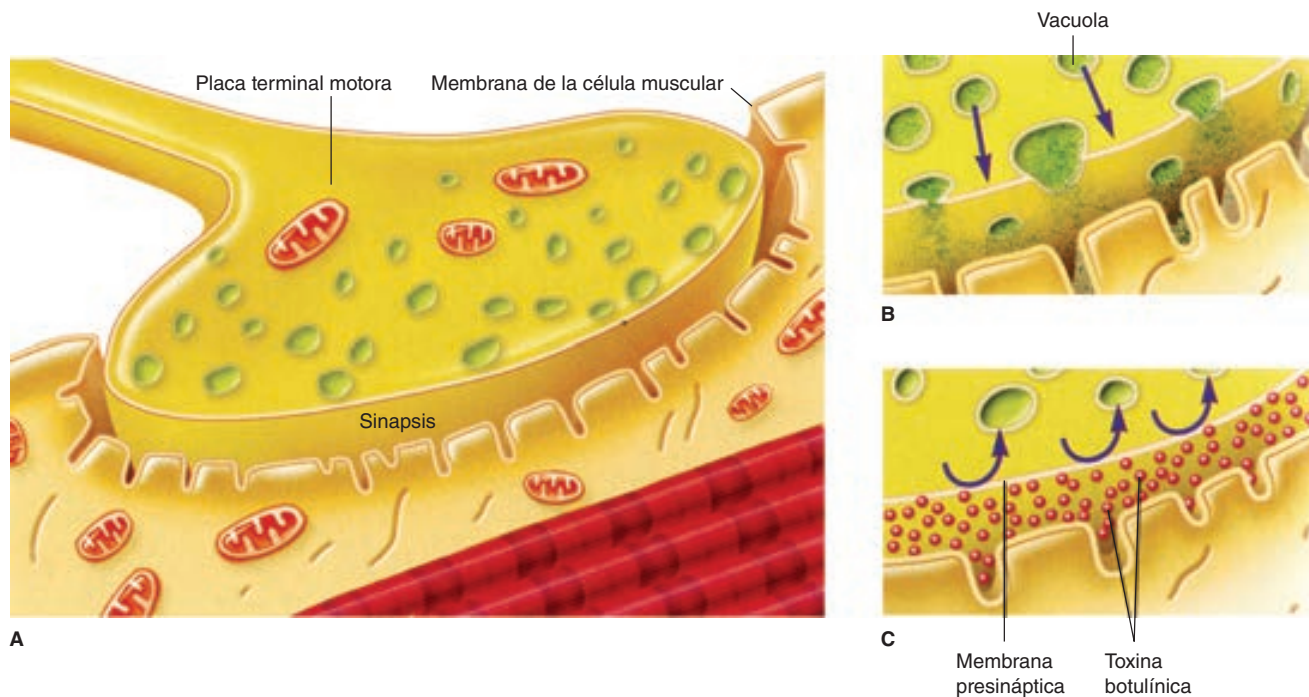 Placa terminal motora
Membrana de la célula muscular
Sinapsis
A
Vacuola
B
C
Membrana
presináptica
Toxina
botulínica